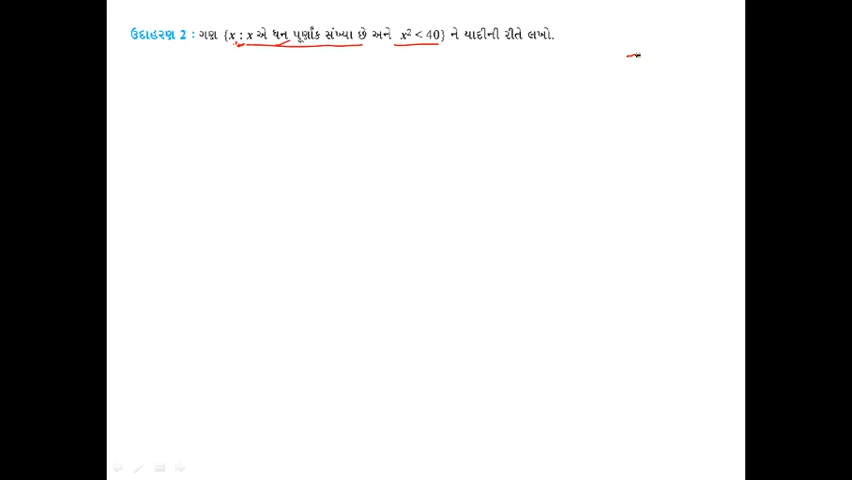 ઉદાહરણ 2 : ગણ {x : x એ ધન પૂર્ણાંક સંખ્યા છે અને x² < 40} ને યાદીની રીતે લખો.